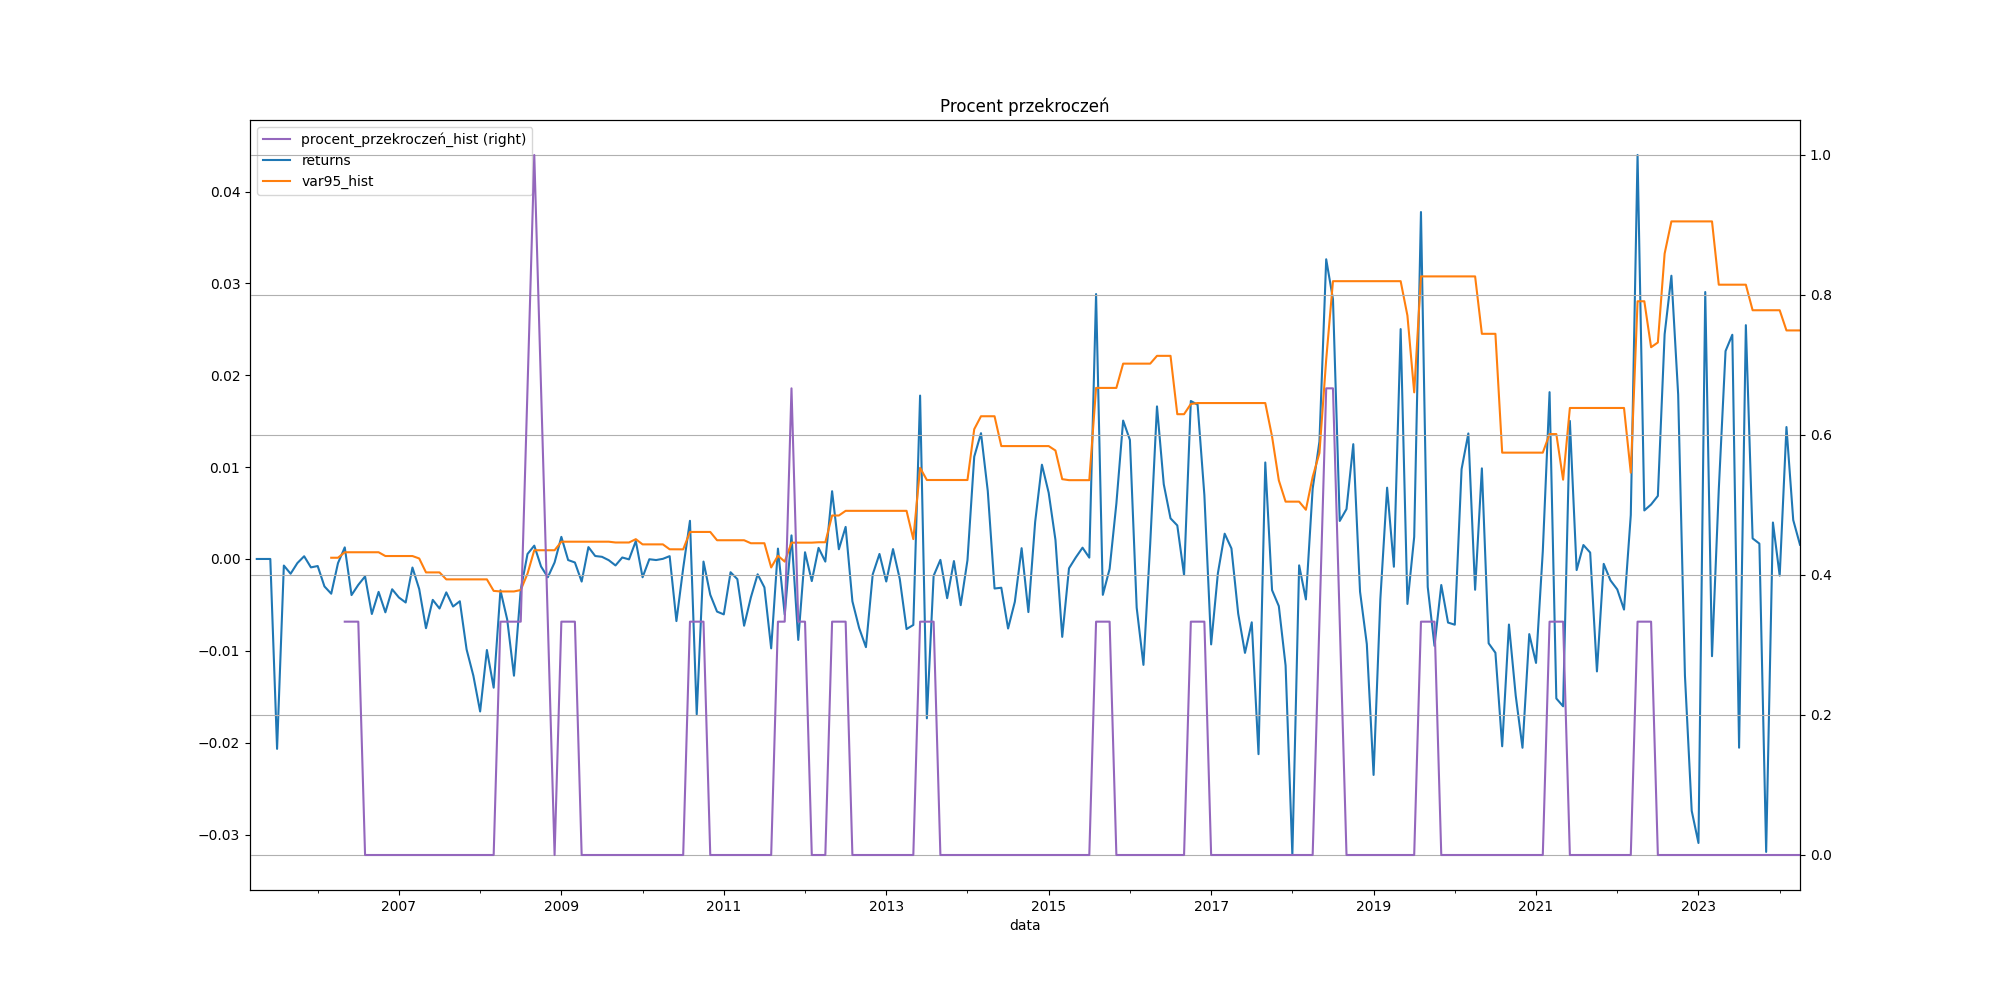 Procent przekroczeń
procent_przekroczeń_hist (right)
returns
var95_hist
0.04
0.03
0.02
0.01
0.00
−0.01
−0.02
−0.03
1.0
0.8
0.6
0.4
0.2
0.0
2007 2009 2011 2013 2015 2017 2019 2021 2023
data